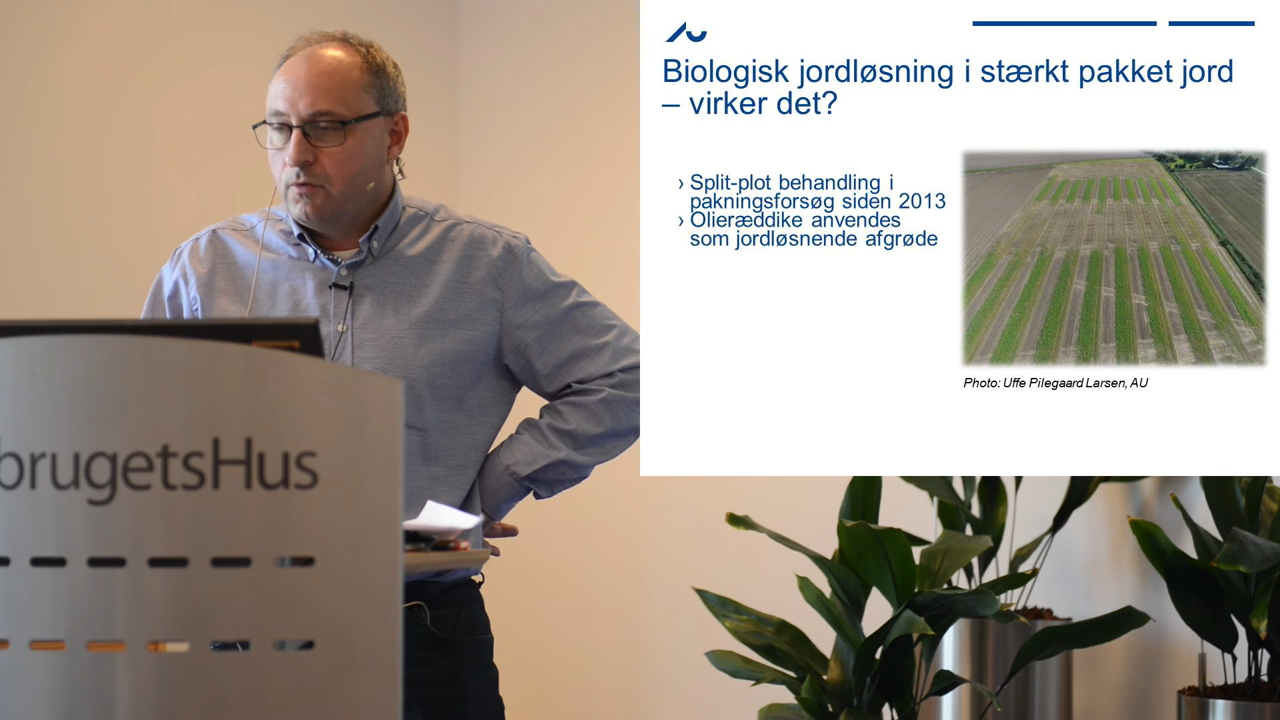 Biologisk jordløsning i stærkt pakket jord
– virker det?
› Split-plot behandling i
pakningsforsøg siden 2013
› Olieræddike anvendes
som jordløsnende afgrøde
Photo: Uffe Pilegaard Larsen, AU
brugetsHus